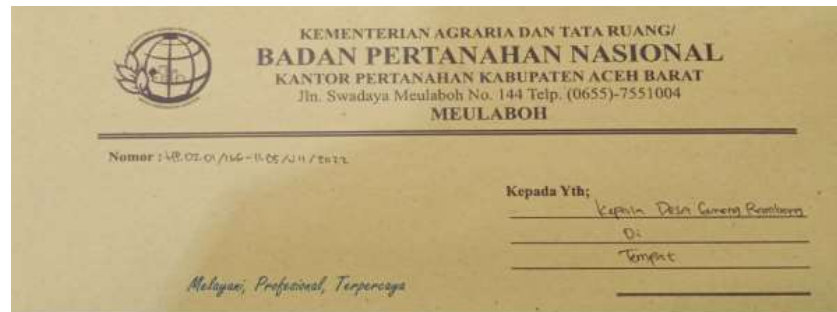 KEMENTERIAN AGRARIA DAN TATA RUANG/
BADAN PERTANAHAN NASIONAL
KANTOR PERTANAHAN KABUPATEN ACEH BARAT
Jln. Swadaya Meulaboh No. 144 Telp. (0655)-7551004
MEULABOH
Nomor : /2022
Kepada Yth;
Kepala Desa
Di
Tempat
Melayani, Profesional, Terpercaya